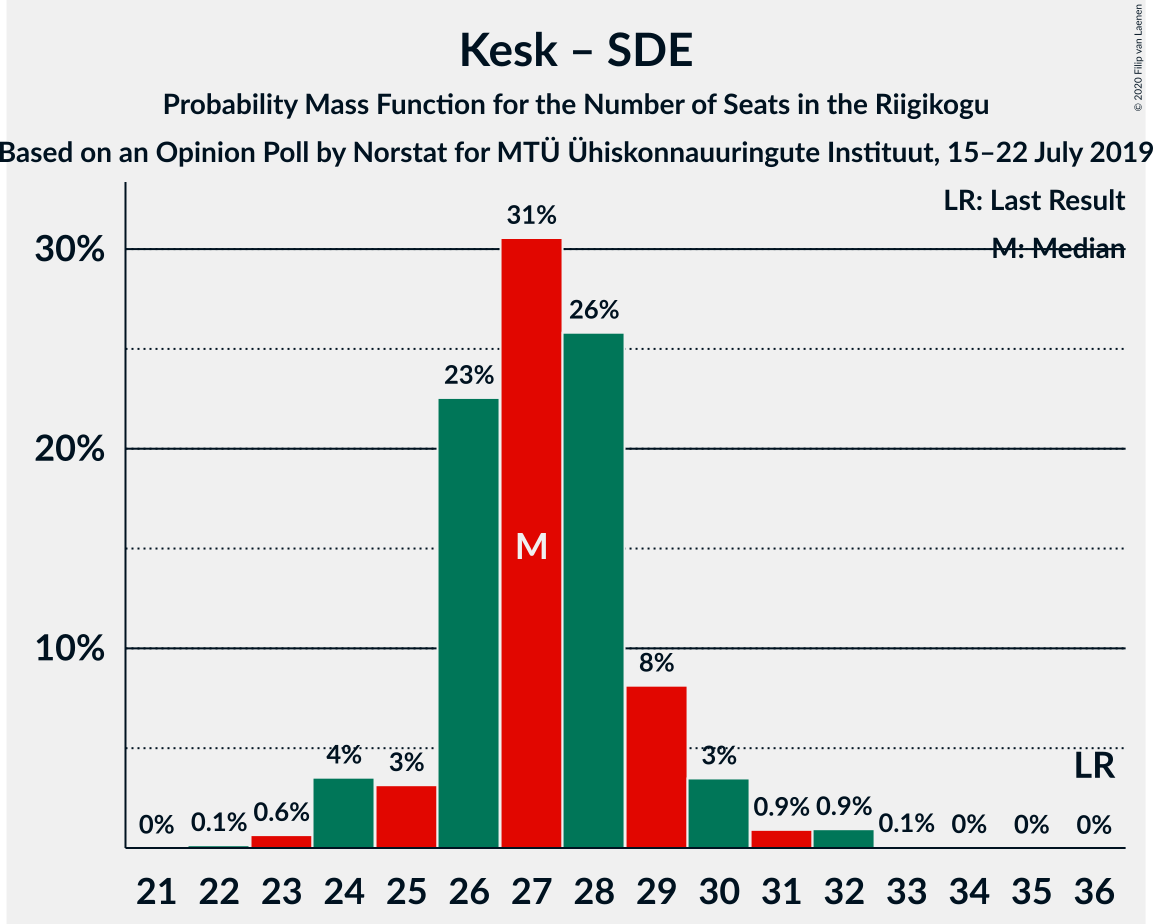 Kesk – SDE
Probability Mass Function for the Number of Seats in the Riigikogu
Based on an Opinion Poll by Norstat for MTÜ Ühiskonnauuringute Instituut, 15–22 July 2019
© 2020 Filip van Laenen
LR: Last Result
M: Median
30%
20%
10%
0% 0.1% 0.6% 4% 3% 23% 31% 26% 8% 3% 0.9% 0.9% 0.1% 0% 0% 0%
M
LR
21 22 23 24 25 26 27 28 29 30 31 32 33 34 35 36